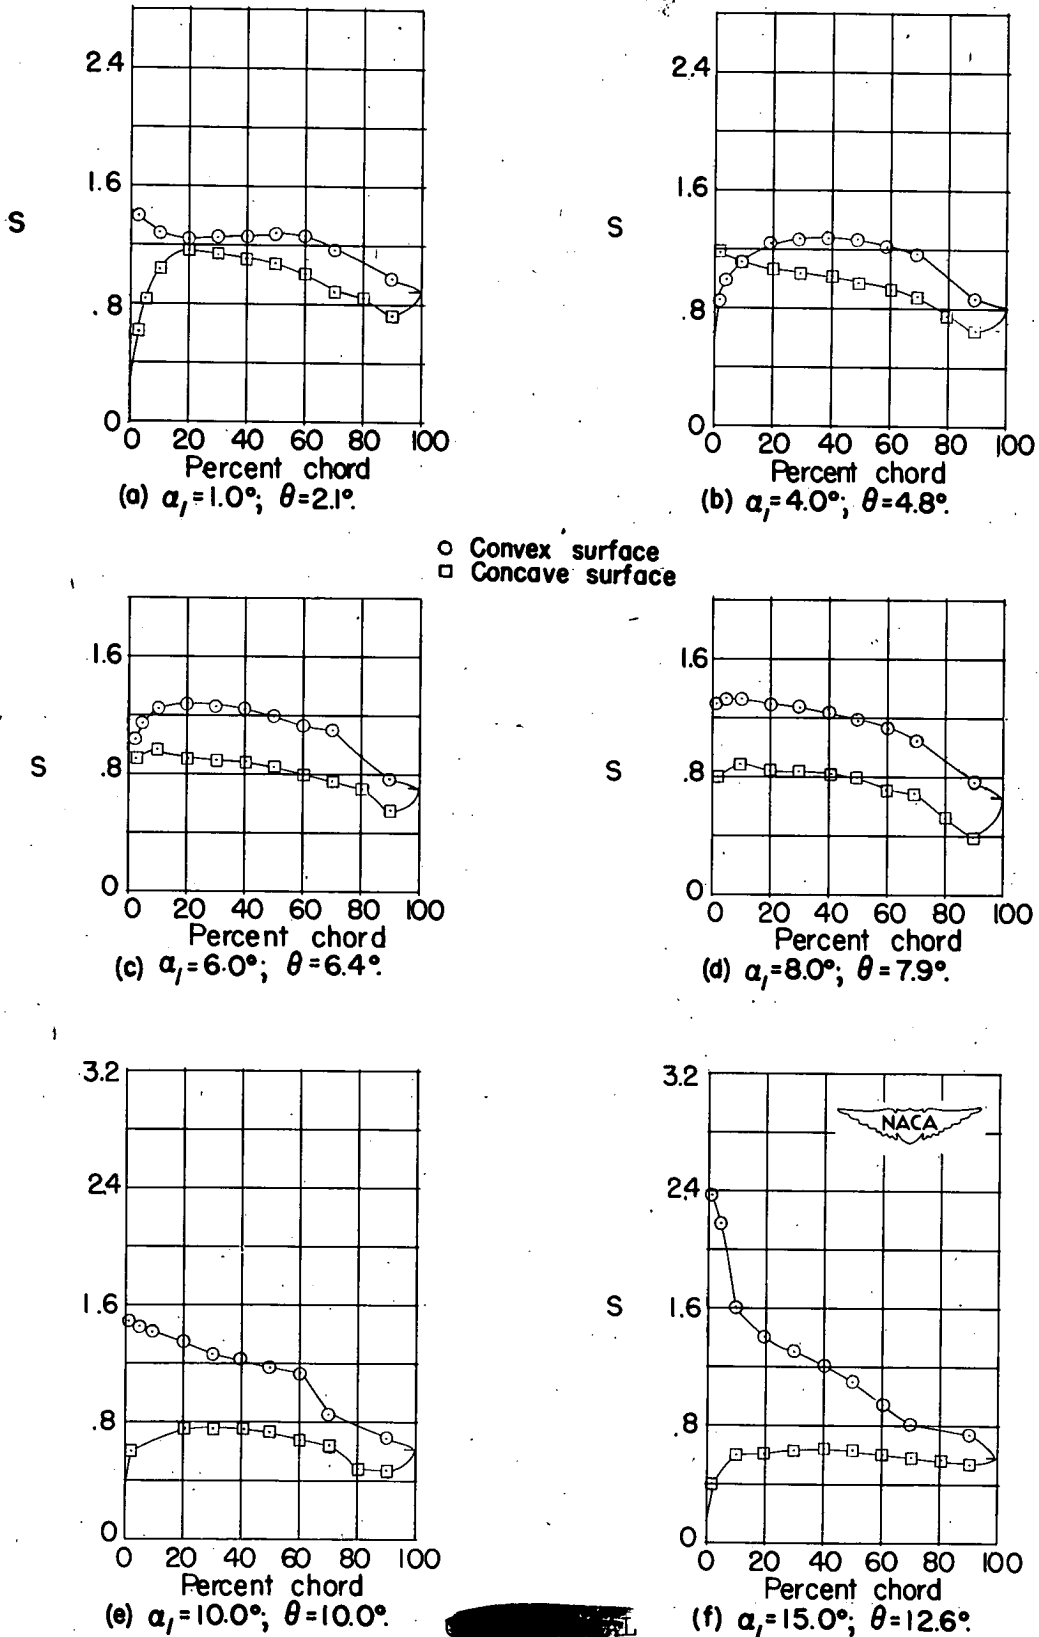 2.4
1.6
S
.8
0
0 20 40 60 80 100
Percent chord
(a) α₁=1.0°; θ=2.1°.
2.4
1.6
S
.8
0
0 20 40 60 80 100
Percent chord
(b) α₁=4.0°; θ=4.8°.
Convex surface
Concave surface
1.6
S
.8
0
0 20 40 60 80 100
Percent chord
(c) α₁=6.0°; θ=6.4°.
1.6
S
.8
0
0 20 40 60 80 100
Percent chord
(d) α₁=8.0°; θ=7.9°.
3.2
24
1.6
.8
0
0 20 40 60 80 100
Percent chord
(e) α₁=10.0°; θ=10.0°.
3.2
NACA
2.4
S
1.6
.8
0
0 20 40 60 80 100
Percent chord
(f) α₁=15.0°; θ=12.6°.